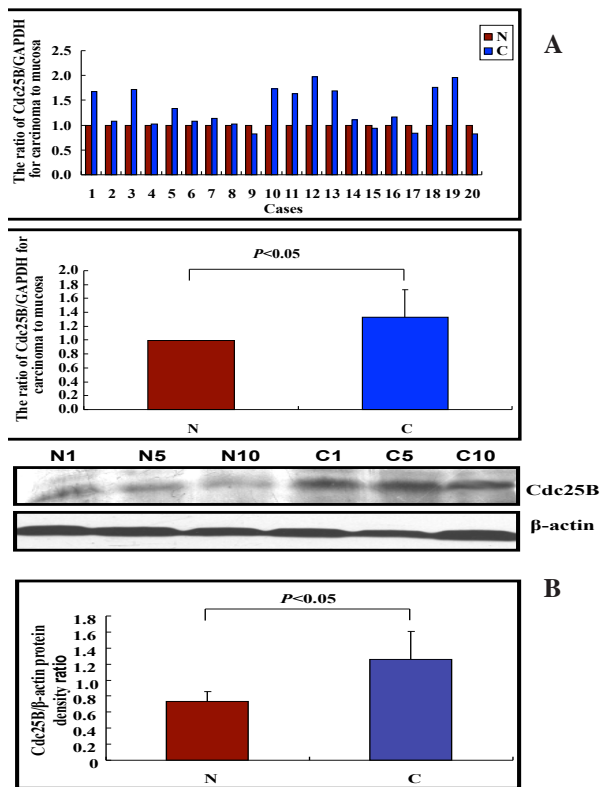 A
The ratio of Cdc25B/GAPDH
for carcinoma to mucosa
2.5
2.0
1.5
1.0
0.5
0.0
N
C
1 2 3 4 5 6 7 8 9 10 11 12 13 14 15 16 17 18 19 20
Cases
The ratio of Cdc25B/GAPDH for
carcinoma to mucosa
P<0.05
2.0
1.8
1.6
1.4
1.2
1.0
0.8
0.6
0.4
0.2
0.0
N C
N1 N5 N10 C1 C5 C10
Cdc25B
β-actin
B
Cdc25B/β-actin protein
density ratio
P<0.05
1.8
1.6
1.4
1.2
1.0
0.8
0.6
0.4
0.2
0
N C